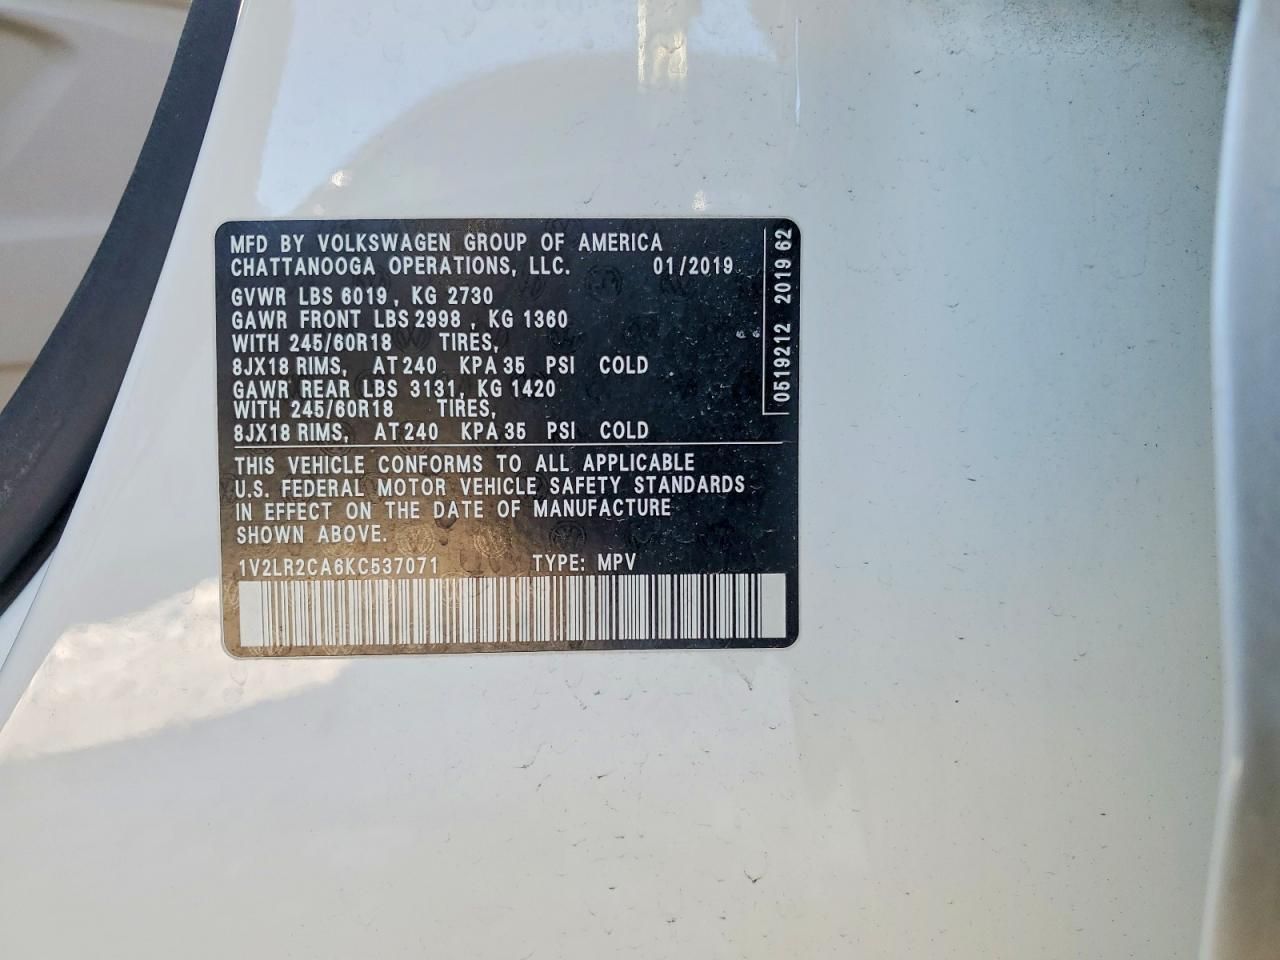 MFD BY VOLKSWAGEN GROUP OF AMERICA
CHATTANOOGA OPERATIONS, LLC. 01/2019
GVWR LBS 6019, KG 2730
GAWR FRONT LBS 2998, KG 1360
WITH 245/60R18 TIRES,
8JX18 RIMS, AT 240 KPA 35 PSI COLD
GAWR REAR LBS 3131, KG 1420
WITH 245/60R18 TIRES,
8JX18 RIMS, AT 240 KPA 35 PSI COLD
0519212 2019 62
THIS VEHICLE CONFORMS TO ALL APPLICABLE
U.S. FEDERAL MOTOR VEHICLE SAFETY STANDARDS
IN EFFECT ON THE DATE OF MANUFACTURE
SHOWN ABOVE.
1V2LR2CA6KC537071 TYPE: MPV